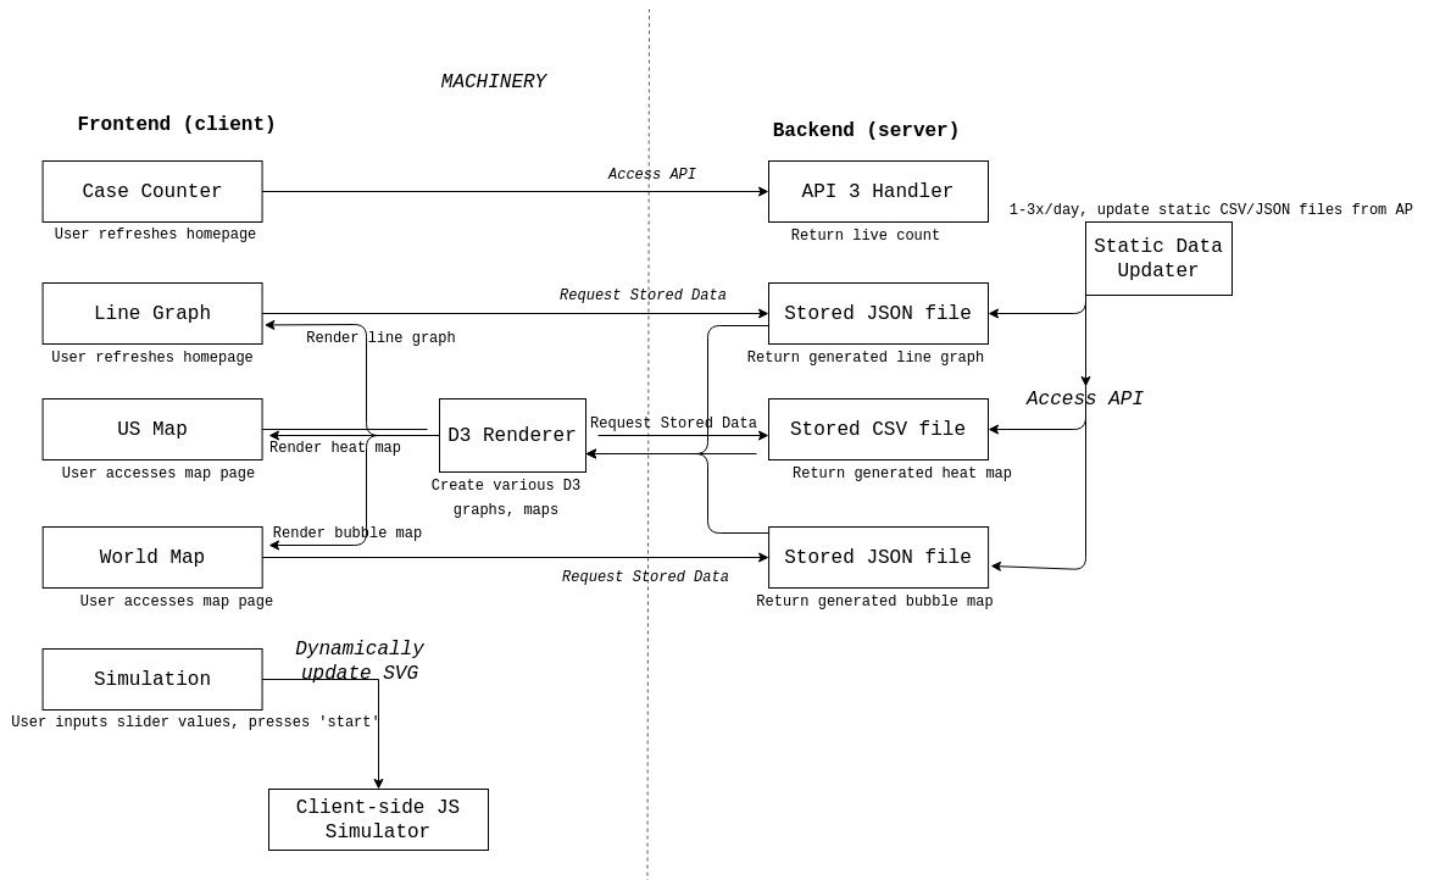 MACHINERY
Frontend (client)
Backend (server)
Case Counter
Access API
API 3 Handler
User refreshes homepage
Return live count
1-3x/day, update static CSV/JSON files from AP
Static Data
Updater
Line Graph
Request Stored Data
Stored JSON file
Render line graph
User refreshes homepage
Return generated line graph
US Map
Render heat map
D3 Renderer
Request Stored Data
Stored CSV file
Access API
User accesses map page
Create various D3
graphs, maps
Return generated heat map
Render bubble map
World Map
Request Stored Data
Stored JSON file
User accesses map page
Return generated bubble map
Dynamically
update SVG
Simulation
User inputs slider values, presses 'start'
Client-side JS
Simulator